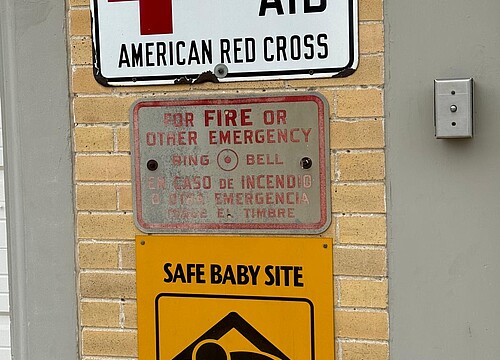 AID
AMERICAN RED CROSS
FOR FIRE OR
OTHER EMERGENCY
RING BELL
EN CASO DE INCENDIO
O OTRA EMERGENCIA
TOQUE EL TIMBRE
SAFE BABY SITE